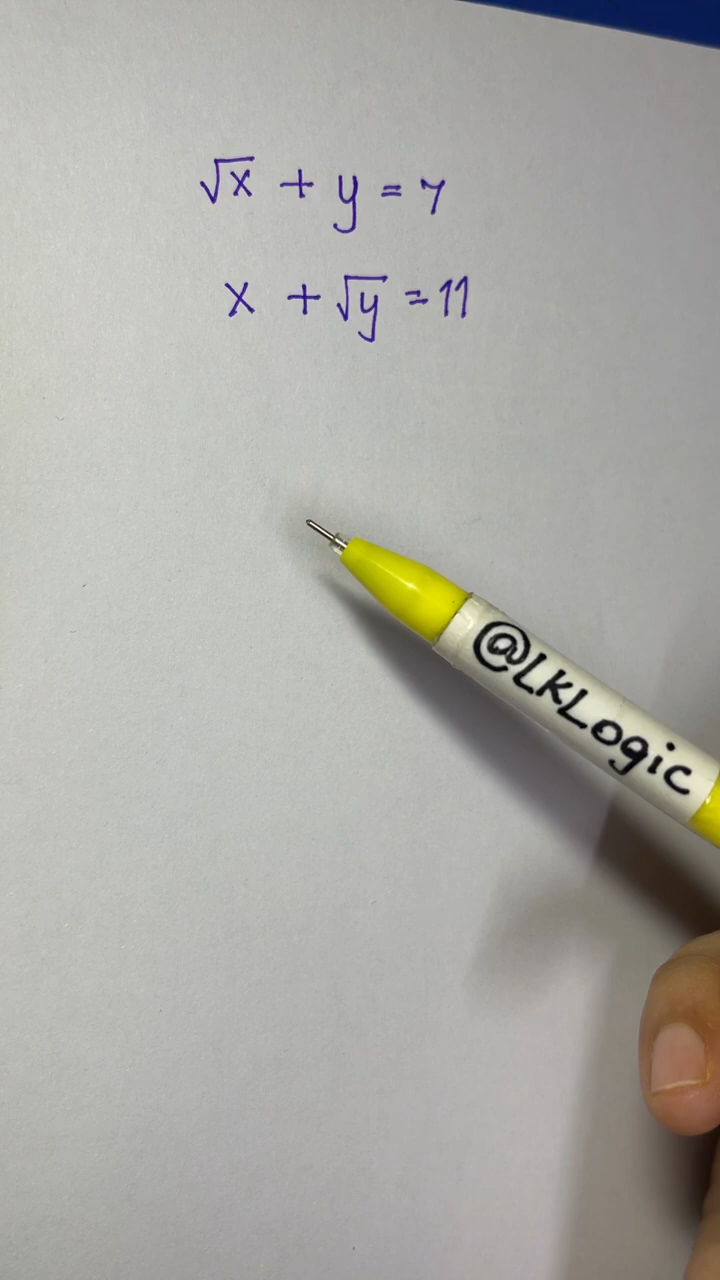 √x + y = 7
x + √y = 11
@LKLogic